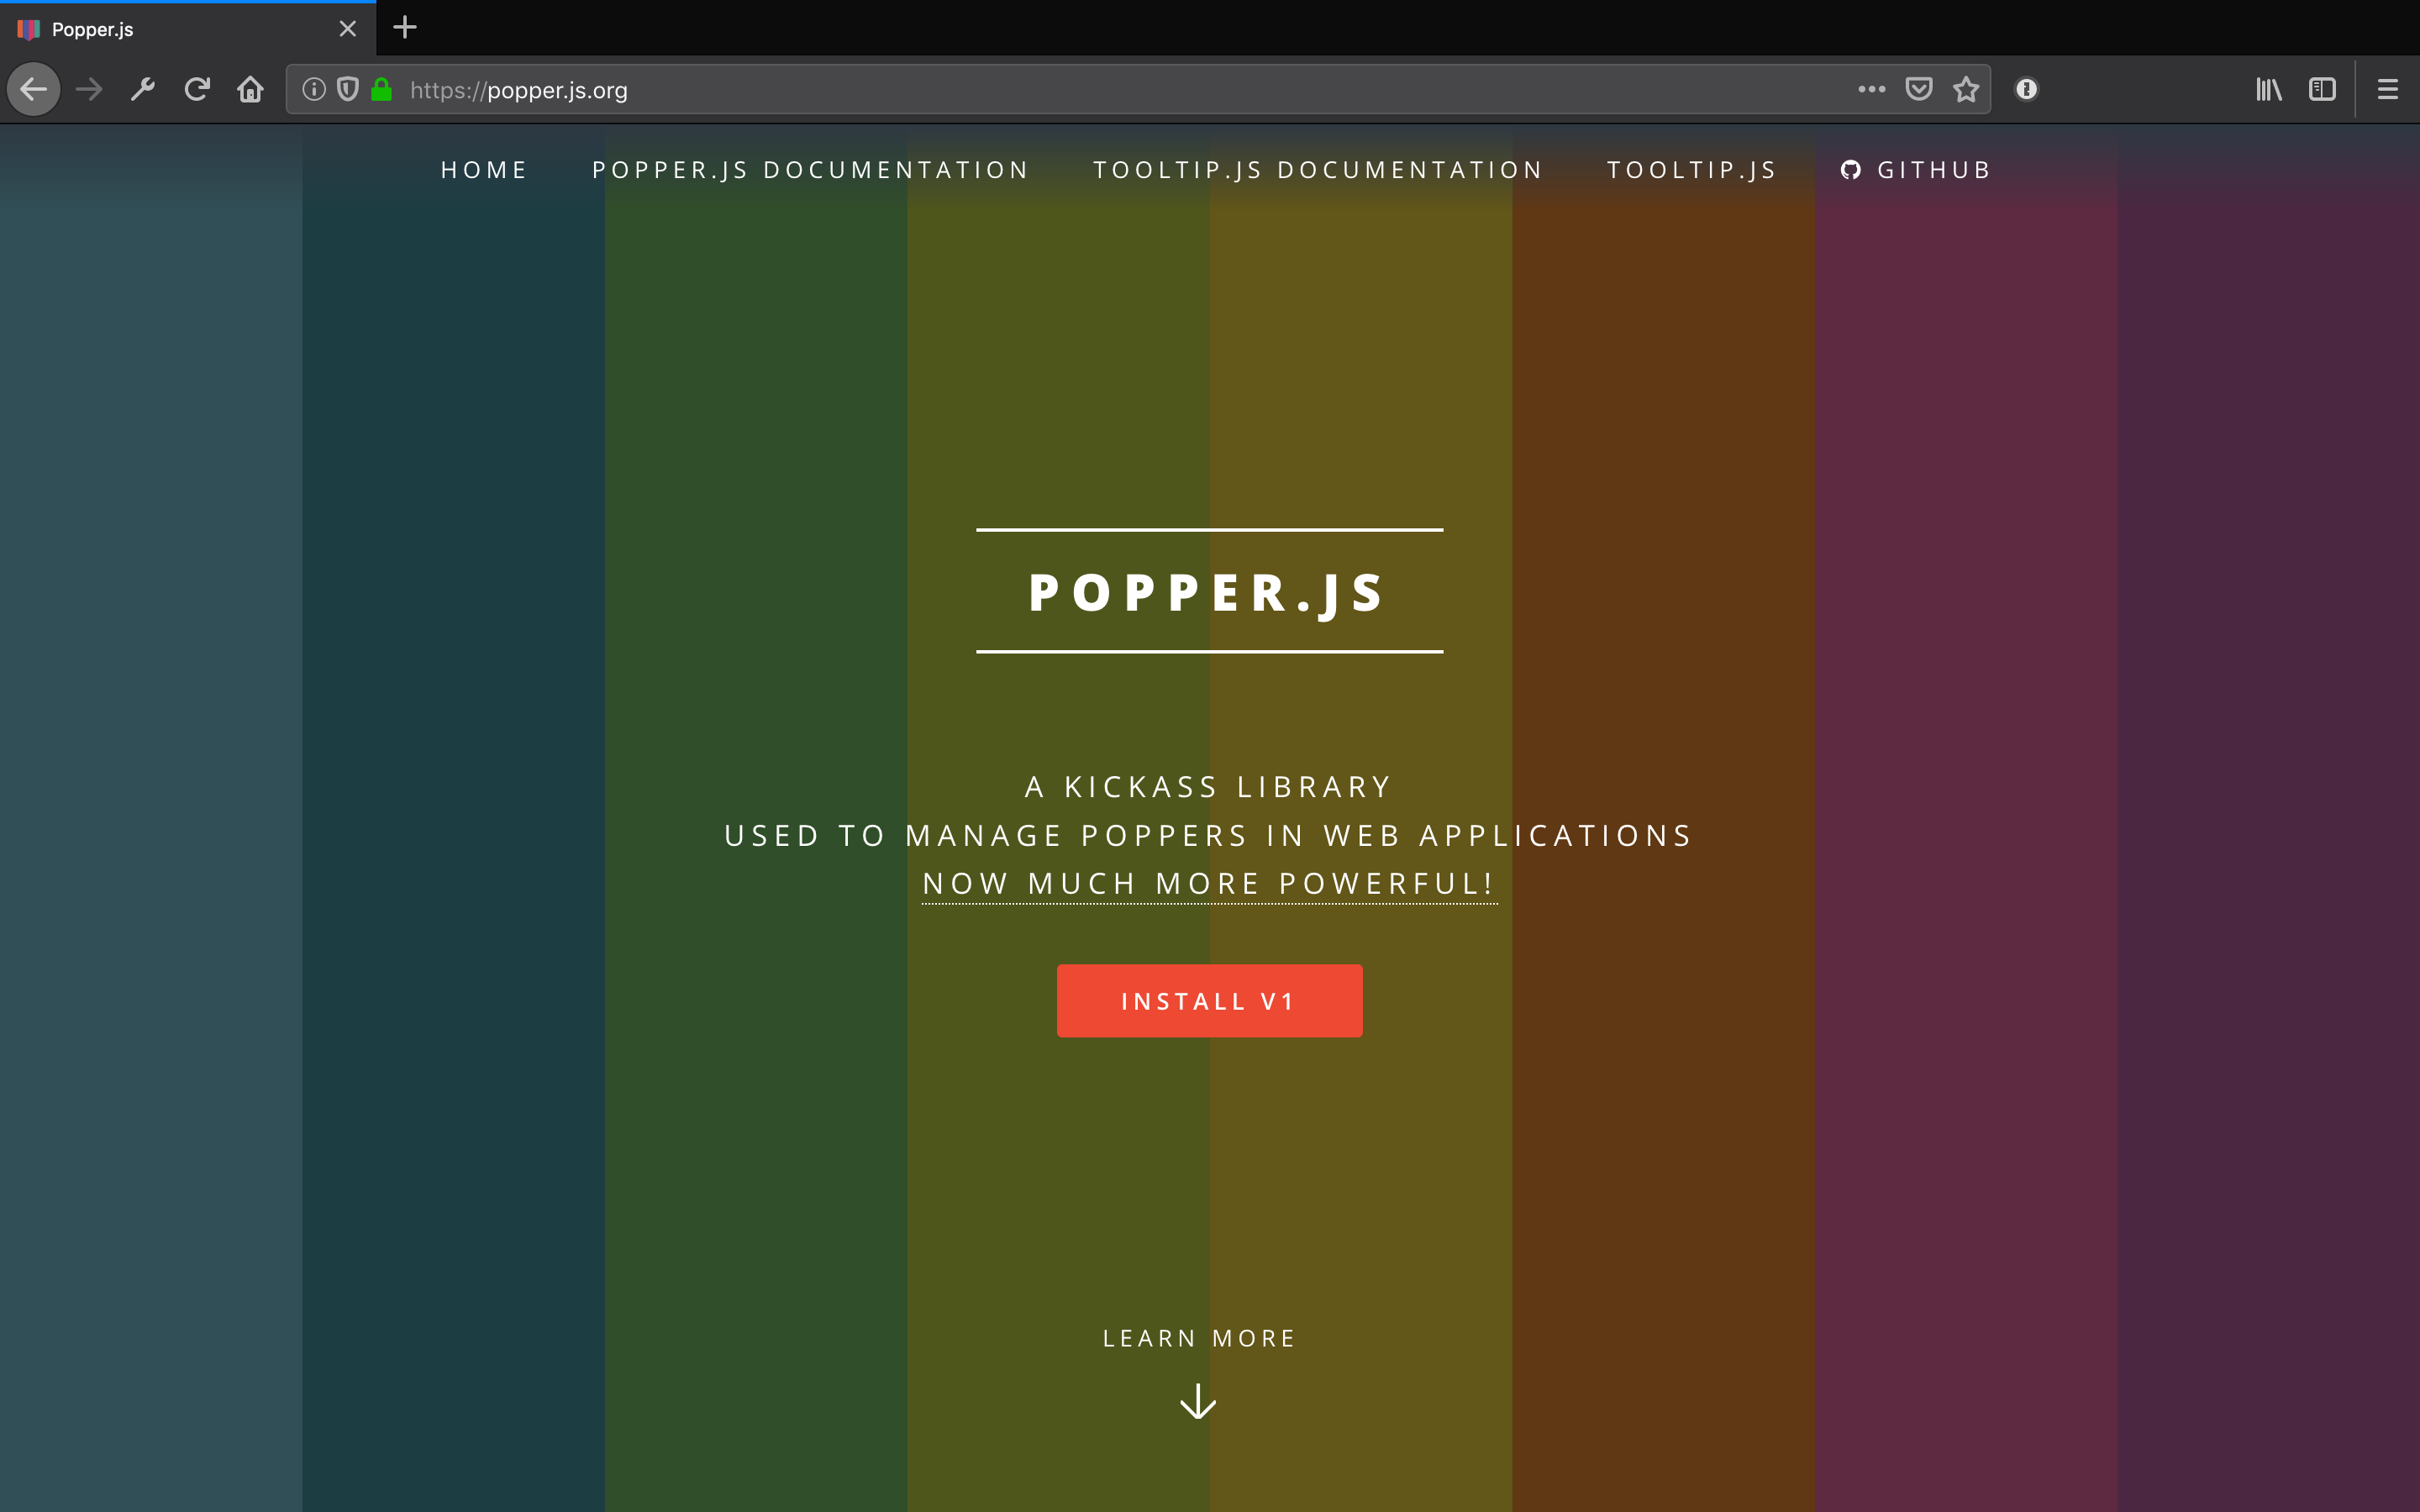 Popper.js
https://popper.js.org
HOME POPPER.JS DOCUMENTATION TOOLTIP.JS DOCUMENTATION TOOLTIP.JS GITHUB
POPPER.JS
A KICKASS LIBRARY
USED TO MANAGE POPPERS IN WEB APPLICATIONS
NOW MUCH MORE POWERFUL!
INSTALL V1
LEARN MORE